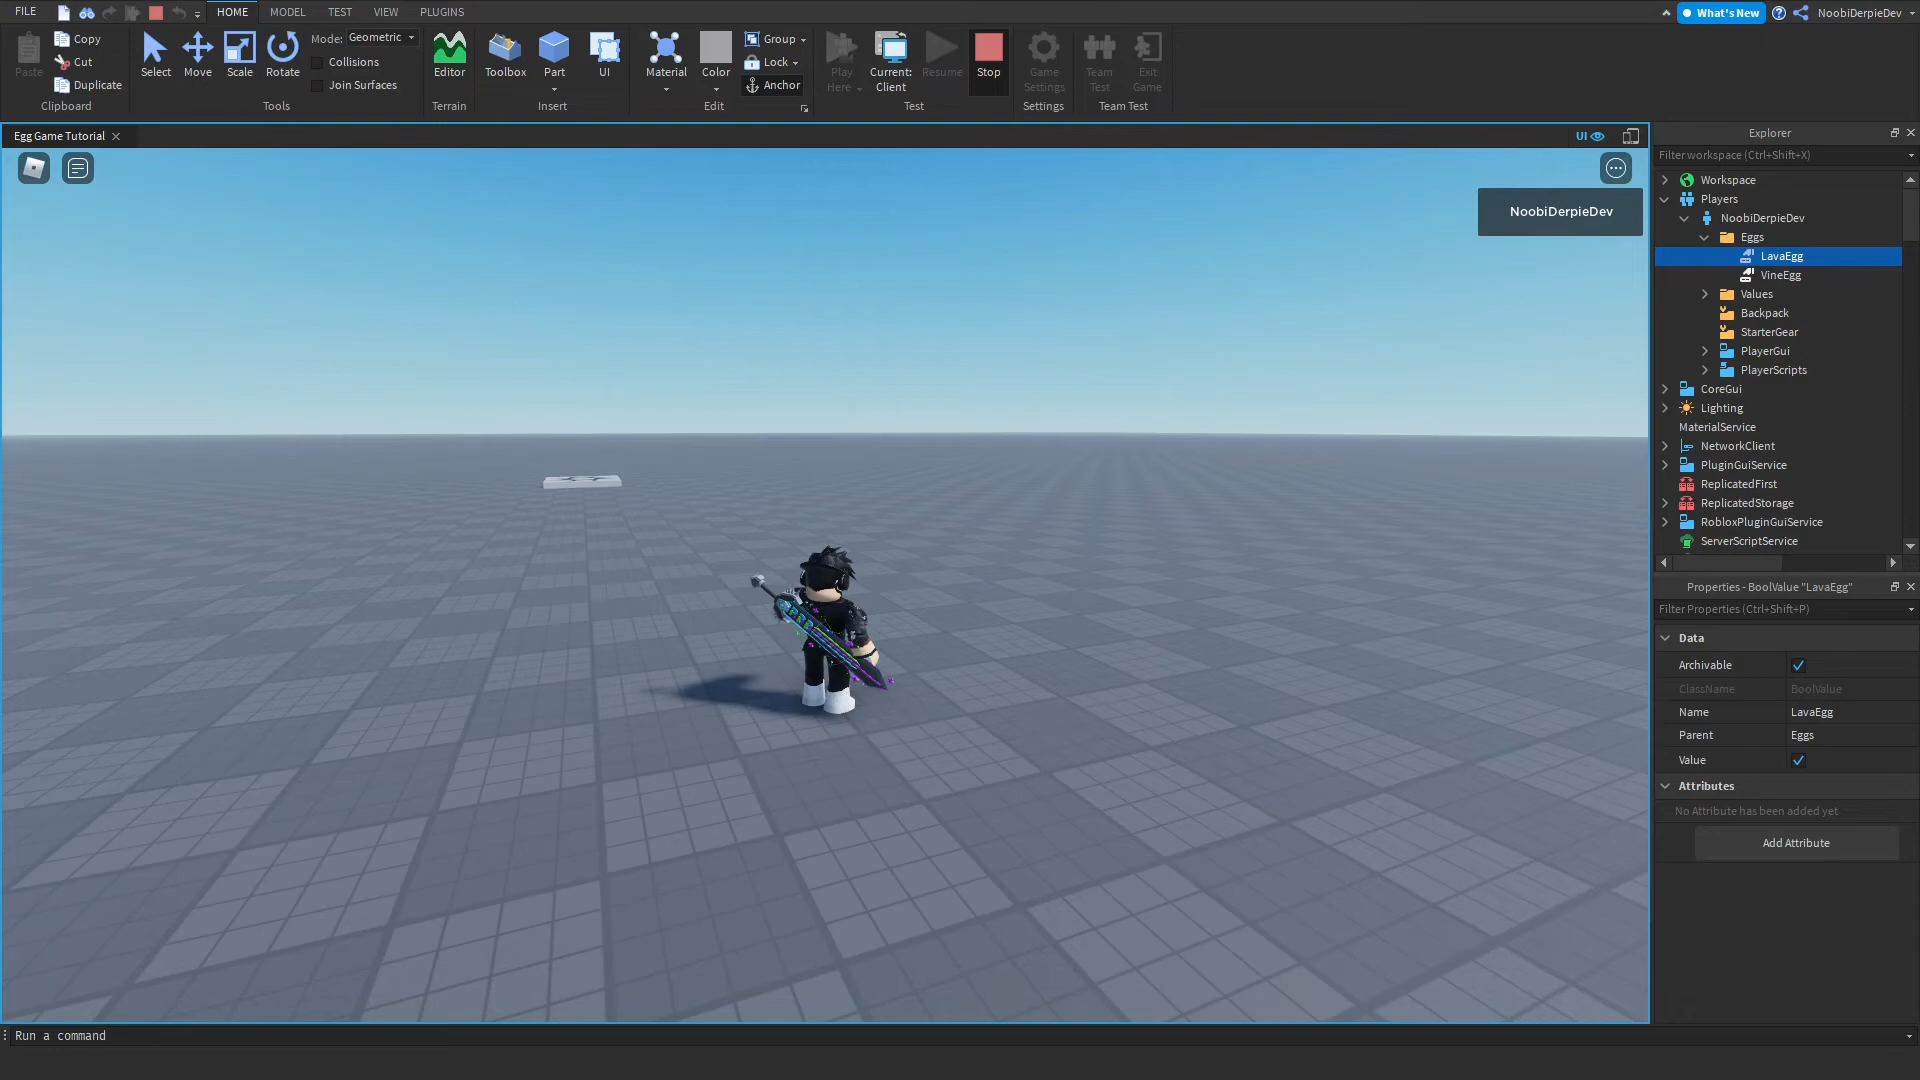 FILE
HOME
MODEL
TEST
VIEW
PLUGINS
What's New
NoobiDerpieDev
Paste
Copy
Cut
Duplicate
Clipboard
Select
Move
Scale
Rotate
Mode: Geometric
Collisions
Join Surfaces
Tools
Editor
Terrain
Toolbox
Part
UI
Insert
Material
Color
Group
Lock
Anchor
Edit
Play
Here
Current:
Client
Resume
Stop
Test
Game
Settings
Settings
Team
Test
Exit
Game
Team Test
Egg Game Tutorial
UI
NoobiDerpieDev
Explorer
Filter workspace (Ctrl+Shift+X)
Workspace
Players
NoobiDerpieDev
Eggs
LavaEgg
VineEgg
Values
Backpack
StarterGear
PlayerGui
PlayerScripts
CoreGui
Lighting
MaterialService
NetworkClient
PluginGuiService
ReplicatedFirst
ReplicatedStorage
RobloxPluginGuiService
ServerScriptService
Properties - BoolValue "LavaEgg"
Filter Properties (Ctrl+Shift+P)
Data
Archivable
ClassName BoolValue
Name LavaEgg
Parent Eggs
Value
Attributes
No Attribute has been added yet
Add Attribute
Run a command